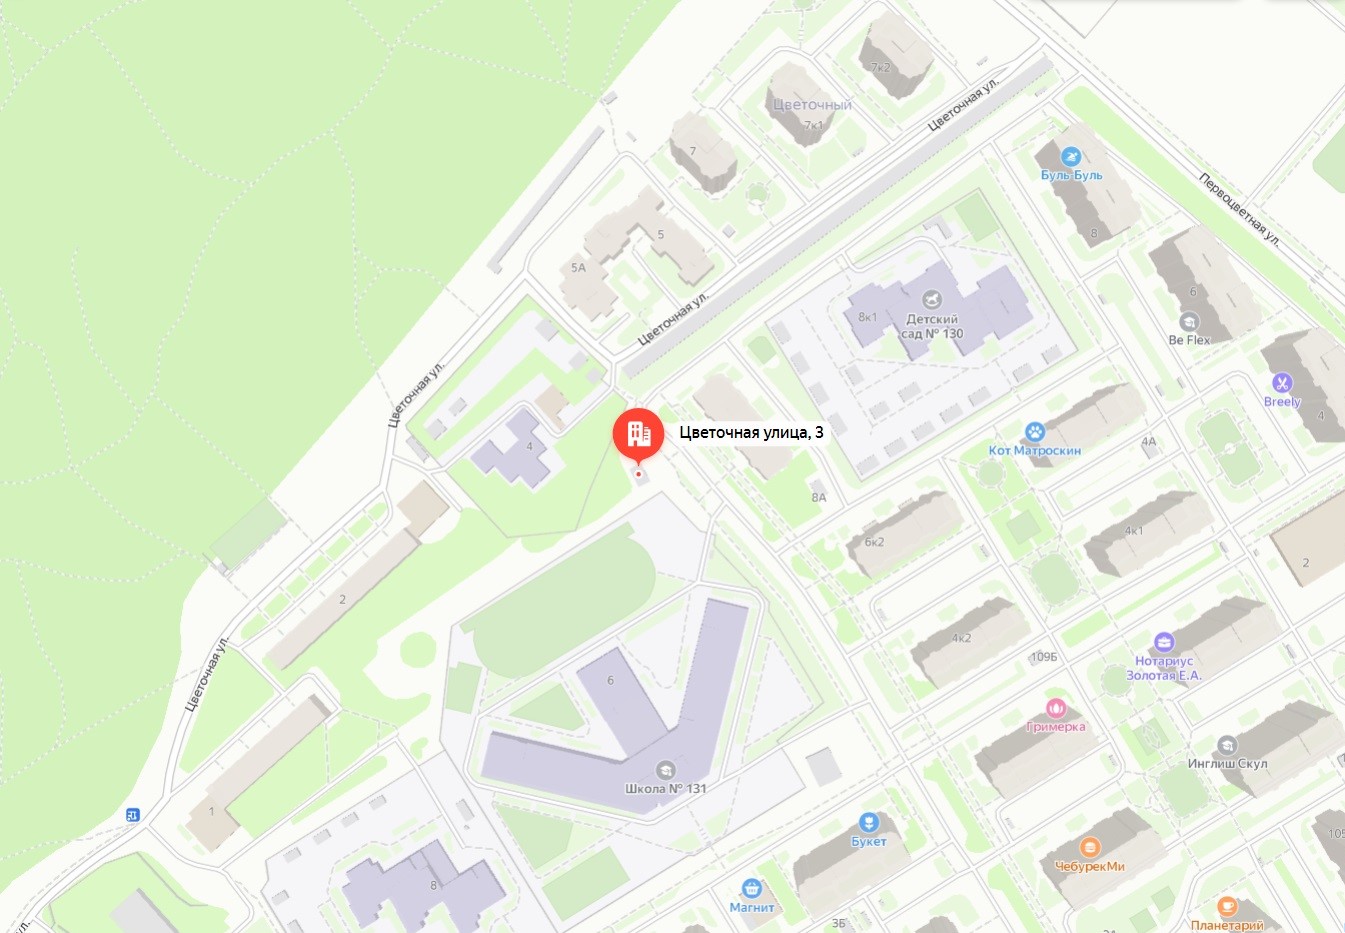 7к2
Цветочный
7к1
Цветочная ул.
7
Буль-Буль
Первоцветная ул.
8
5
5А
6
Be Flex
8к1
Детский
сад № 130
Цветочная ул.
Breely
4
Цветочная ул.
Цветочная улица, 3
4
Кот Матроскин
4А
8А
4к1
6к2
2
2
4к2
109Б
Нотариус
Золотая Е.А.
Цветочная ул.
6
Гримерка
Инглиш Скул
Школа № 131
1
Букет
ЧебурекМи
8
Магнит
3Б
Планетарий
ул.